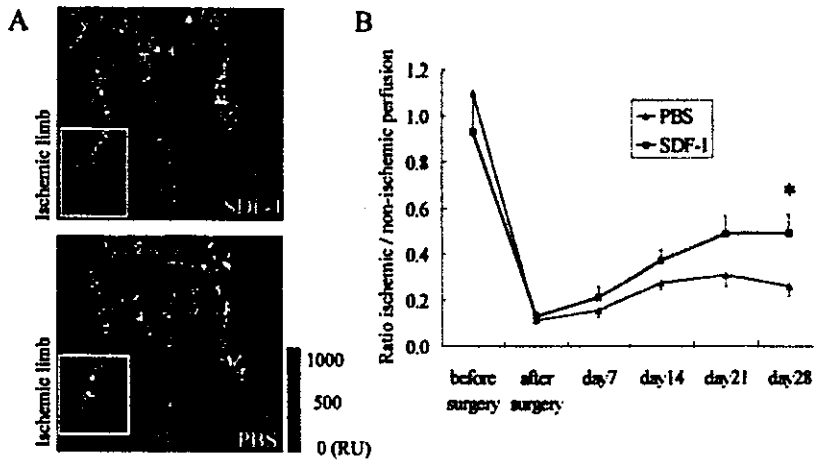 A
Ischemic limb
SDF-1
Ischemic limb
PBS
1000
500
0 (RU)
B
Ratio ischemic / non-ischemic perfusion
1.2
1.0
0.8
0.6
0.4
0.2
0.0
PBS
SDF-1
*
before surgery
after surgery
day7
day14
day21
day28